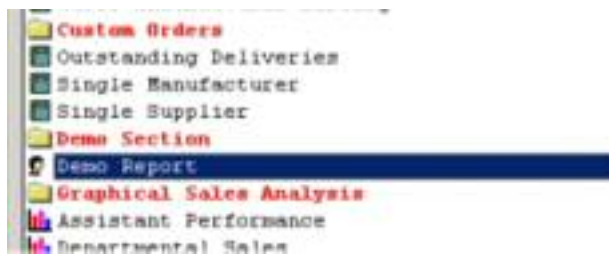 Custom Orders
Outstanding Deliveries
Single Manufacturer
Single Supplier
Demo Section
Demo Report
Graphical Sales Analysis
Assistant Performance
Departmental Sales